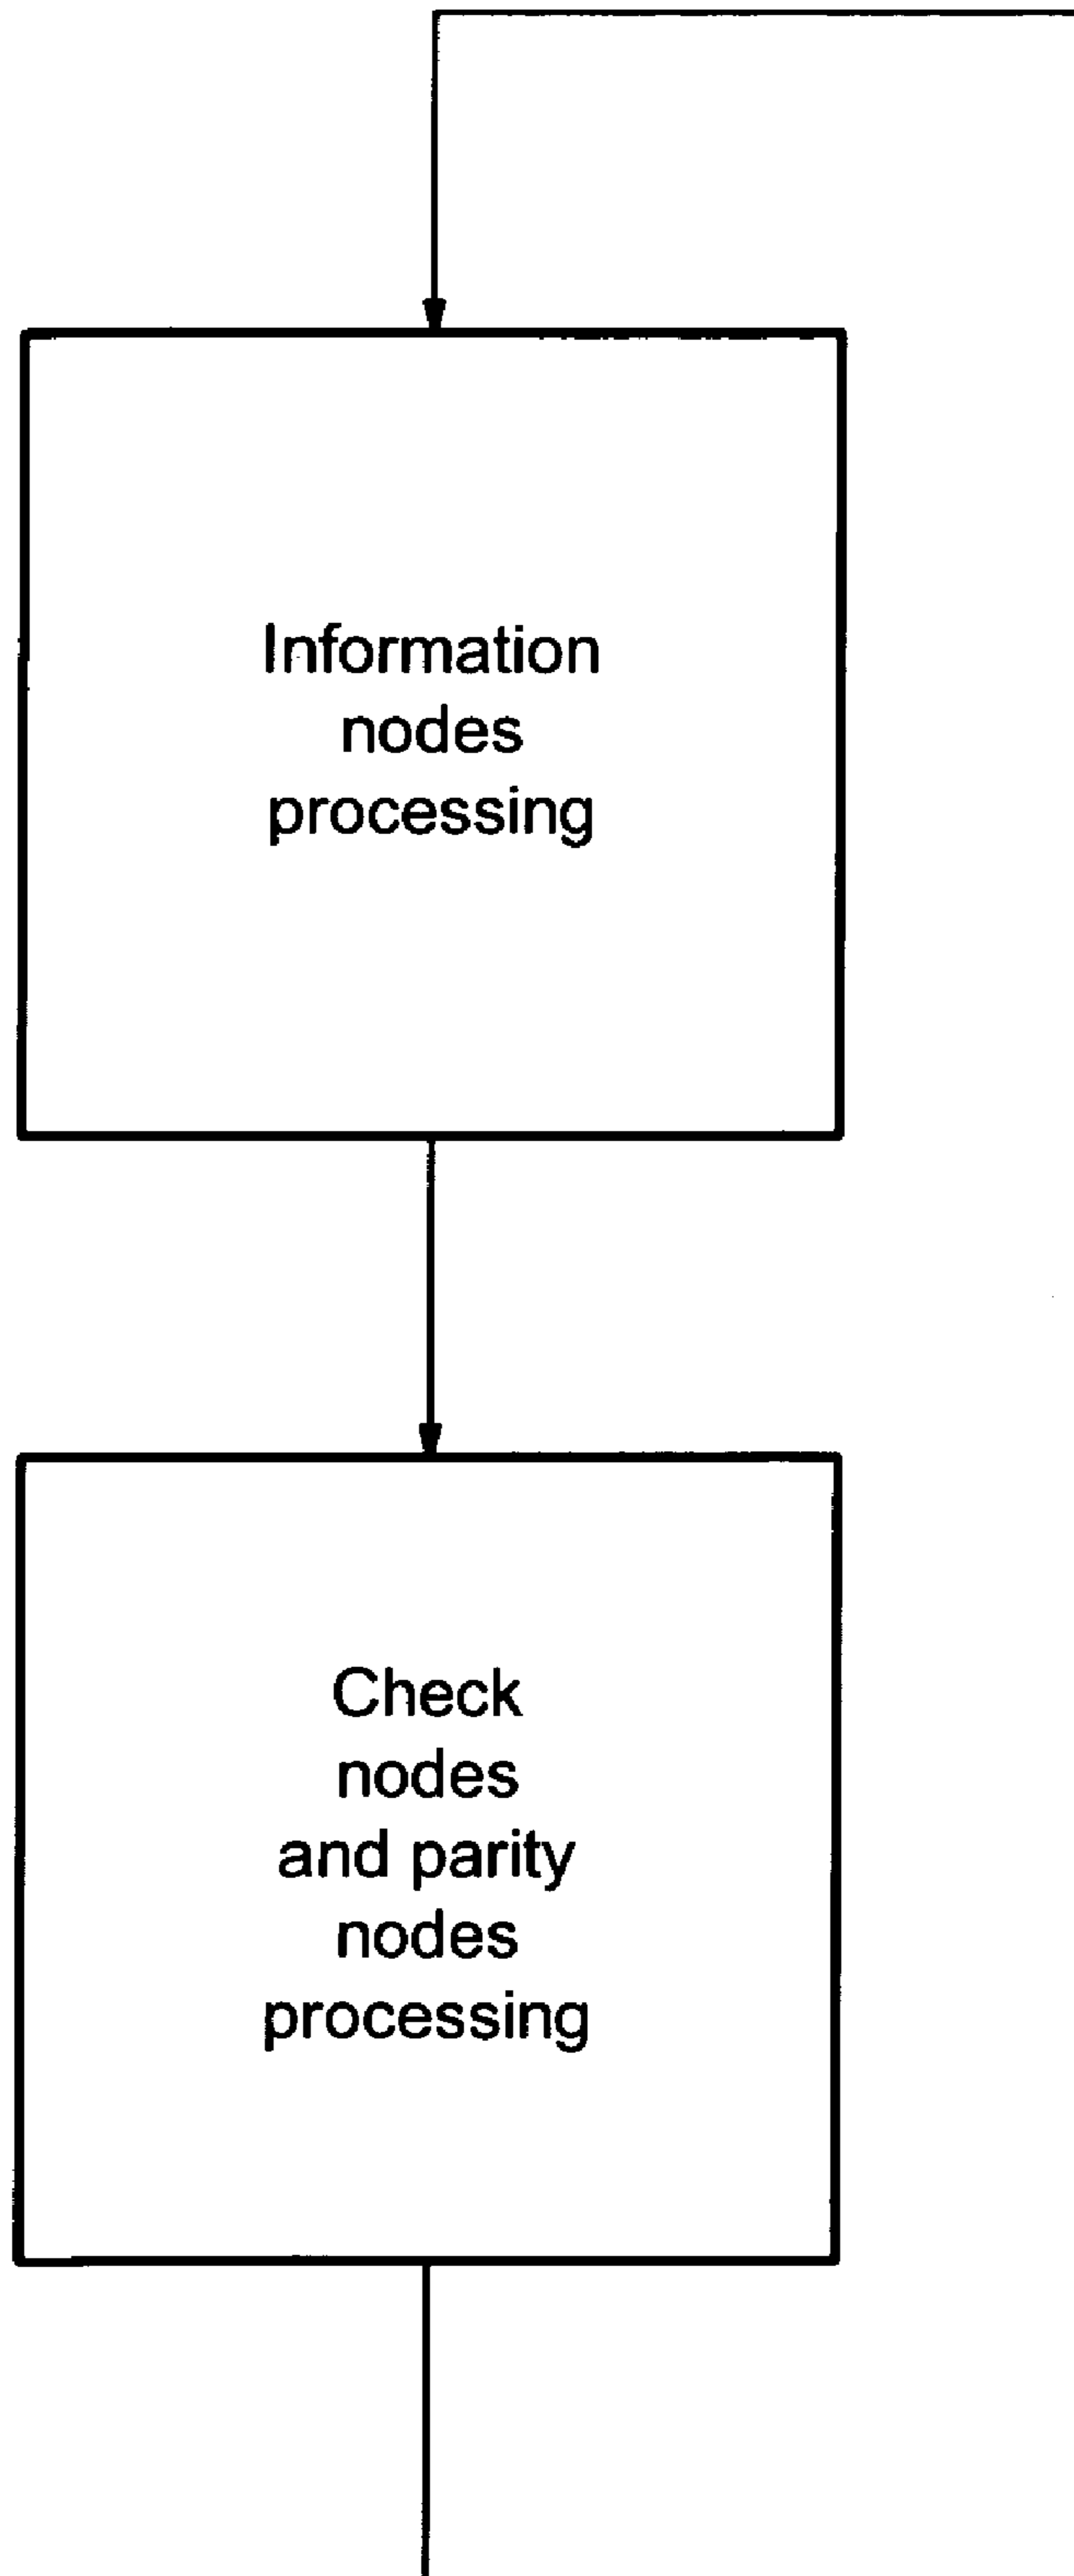 Information
nodes
processing
Check
nodes
and parity
nodes
processing